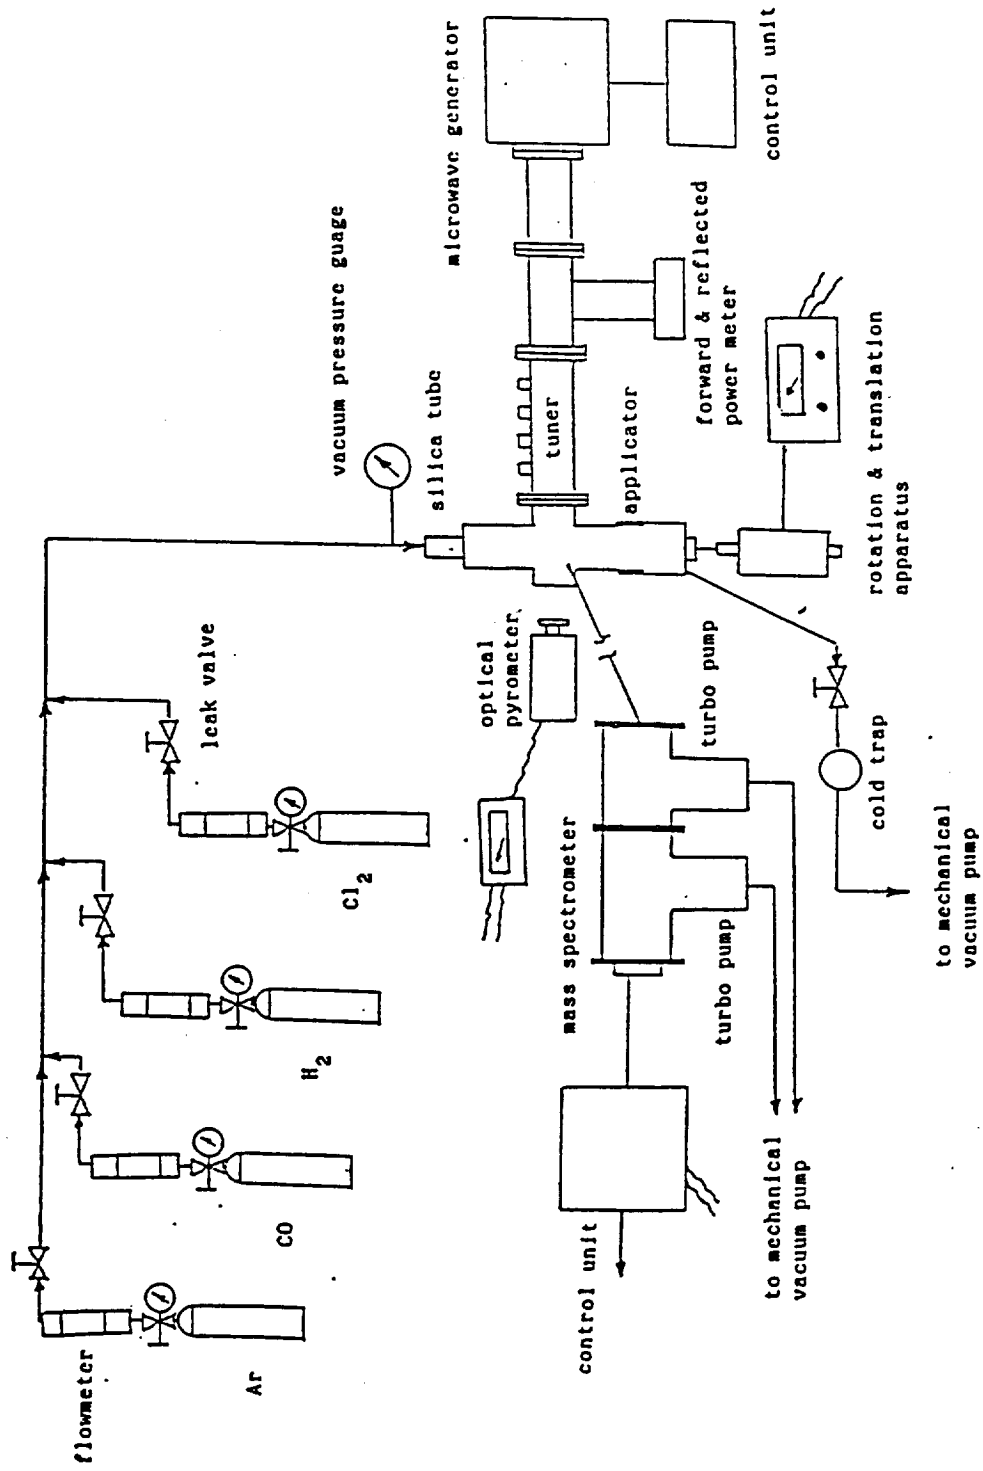 flowmeter
Ar
CO
H2
Cl2
leak valve
vacuum pressure guage
silica tube
microwave generator
control unit
tuner
applicator
forward & reflected
power meter
rotation & translation
apparatus
optical
pyrometer
mass spectrometer
turbo pump
turbo pump
cold trap
to mechanical
vacuum pump
control unit
to mechanical
vacuum pump